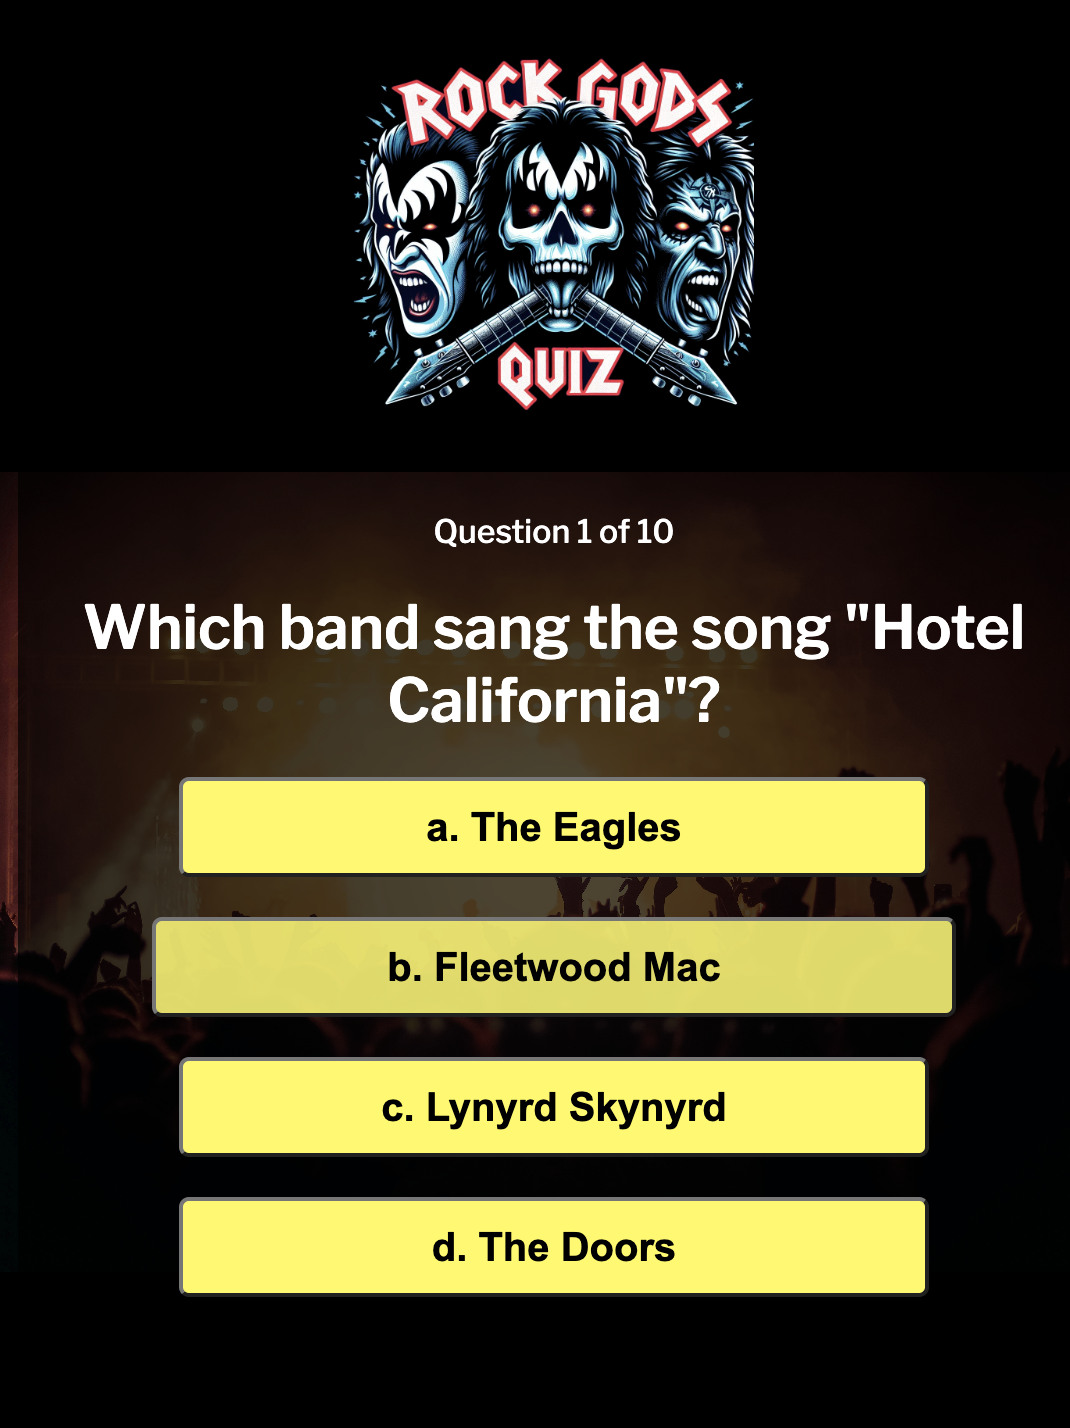 ROCK GODS
QUIZ
Question 1 of 10
Which band sang the song "Hotel
California"?
a. The Eagles
b. Fleetwood Mac
c. Lynyrd Skynyrd
d. The Doors